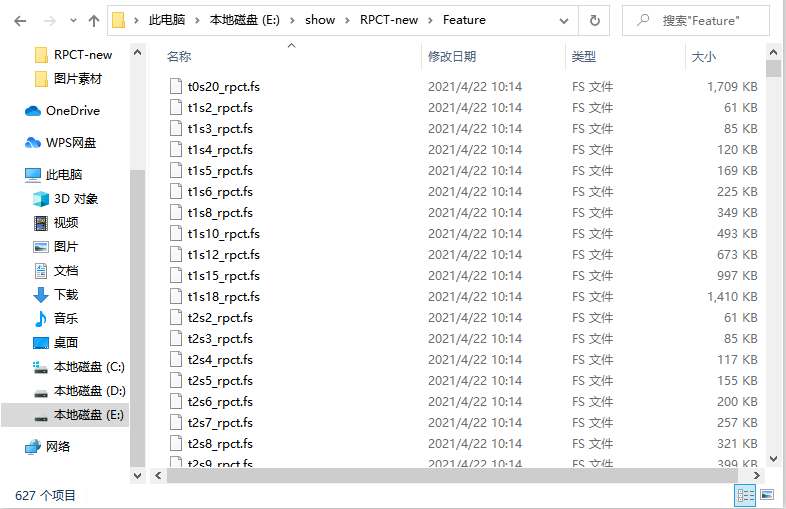 此电脑 › 本地磁盘 (E:) › show › RPCT-new › Feature
搜索"Feature"
RPCT-new
图片素材
OneDrive
WPS网盘
此电脑
3D 对象
视频
图片
文档
下载
音乐
桌面
本地磁盘 (C:)
本地磁盘 (D:)
本地磁盘 (E:)
网络
名称 修改日期 类型 大小
t0s20_rpct.fs 2021/4/22 10:14 FS 文件 1,709 KB
t1s2_rpct.fs 2021/4/22 10:14 FS 文件 61 KB
t1s3_rpct.fs 2021/4/22 10:14 FS 文件 85 KB
t1s4_rpct.fs 2021/4/22 10:14 FS 文件 120 KB
t1s5_rpct.fs 2021/4/22 10:14 FS 文件 169 KB
t1s6_rpct.fs 2021/4/22 10:14 FS 文件 225 KB
t1s8_rpct.fs 2021/4/22 10:14 FS 文件 349 KB
t1s10_rpct.fs 2021/4/22 10:14 FS 文件 493 KB
t1s12_rpct.fs 2021/4/22 10:14 FS 文件 673 KB
t1s15_rpct.fs 2021/4/22 10:14 FS 文件 997 KB
t1s18_rpct.fs 2021/4/22 10:14 FS 文件 1,410 KB
t2s2_rpct.fs 2021/4/22 10:14 FS 文件 61 KB
t2s3_rpct.fs 2021/4/22 10:14 FS 文件 85 KB
t2s4_rpct.fs 2021/4/22 10:14 FS 文件 117 KB
t2s5_rpct.fs 2021/4/22 10:14 FS 文件 155 KB
t2s6_rpct.fs 2021/4/22 10:14 FS 文件 200 KB
t2s7_rpct.fs 2021/4/22 10:14 FS 文件 257 KB
t2s8_rpct.fs 2021/4/22 10:14 FS 文件 321 KB
t2s9_rpct.fs 2021/4/22 10:14 FS 文件 399 KB
627 个项目